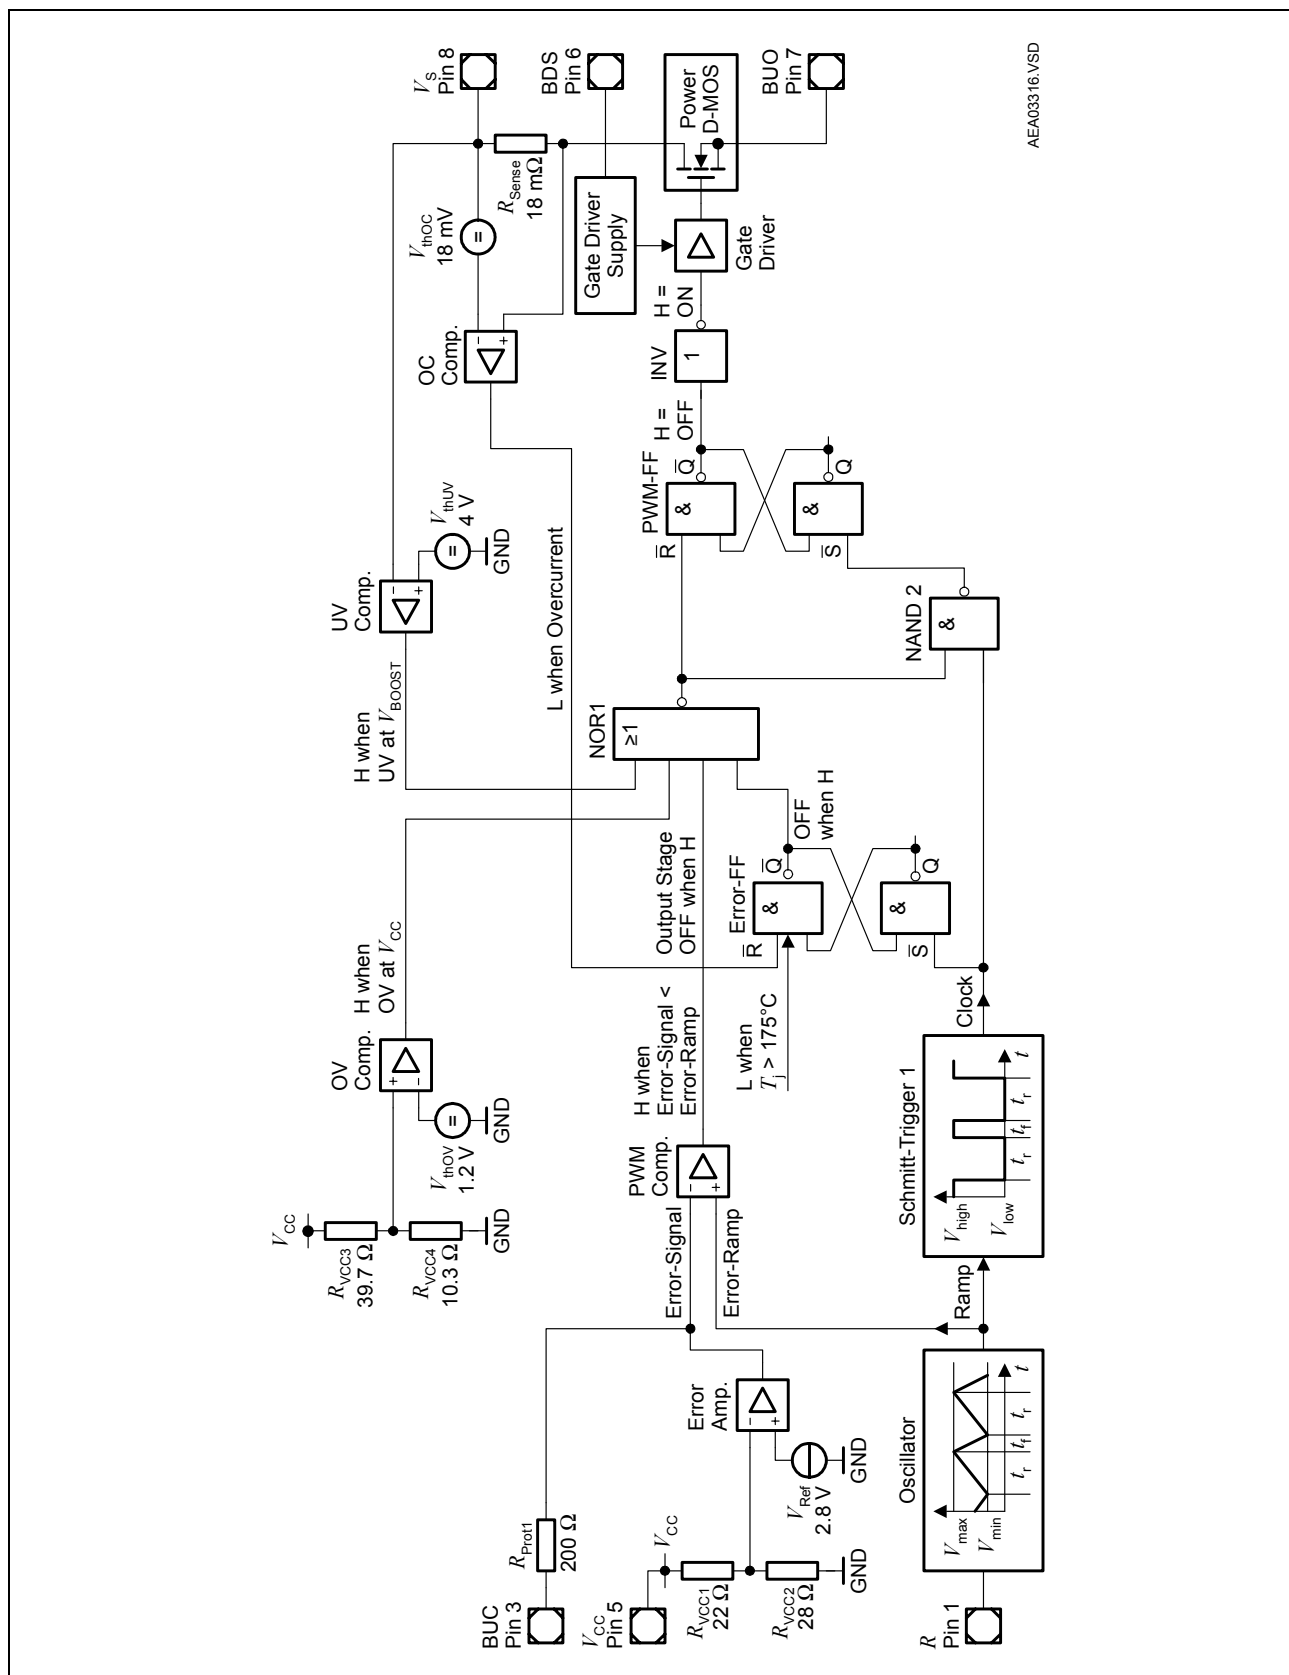 BUC
Pin 3
R_Prot1
200 Ω
V_CC
Pin 5
V_CC
R_VCC1
22 Ω
R_VCC2
28 Ω
GND
R
Pin 1
Error
Amp.
V_Ref
2.8 V
GND
Oscillator
V_max
V_min
t_r
t_f
t_r
t
Ramp
Error-Signal
Error-Ramp
V_CC
R_VCC3
39.7 Ω
R_VCC4
10.3 Ω
GND
V_thOV
1.2 V
GND
OV
Comp.
H when
OV at V_CC
PWM
Comp.
H when
Error-Signal <
Error-Ramp
Output Stage
OFF when H
Schmitt-Trigger 1
V_high
V_low
t_r
t_f
t_r
t
Clock
L when
T_j > 175°C
Error-FF
R̅
&
Q̅
S̅
&
Q
OFF
when H
H when
UV at V_BOOST
UV
Comp.
V_thUV
4 V
GND
L when Overcurrent
NOR1
≥1
NAND 2
&
PWM-FF
R̅
&
Q̅
S̅
&
Q
H =
OFF
INV
1
H =
ON
OC
Comp.
V_thOC
18 mV
R_Sense
18 mΩ
Gate Driver
Supply
Gate
Driver
Power
D-MOS
V_S
Pin 8
BDS
Pin 6
BUO
Pin 7
AEA03316.VSD